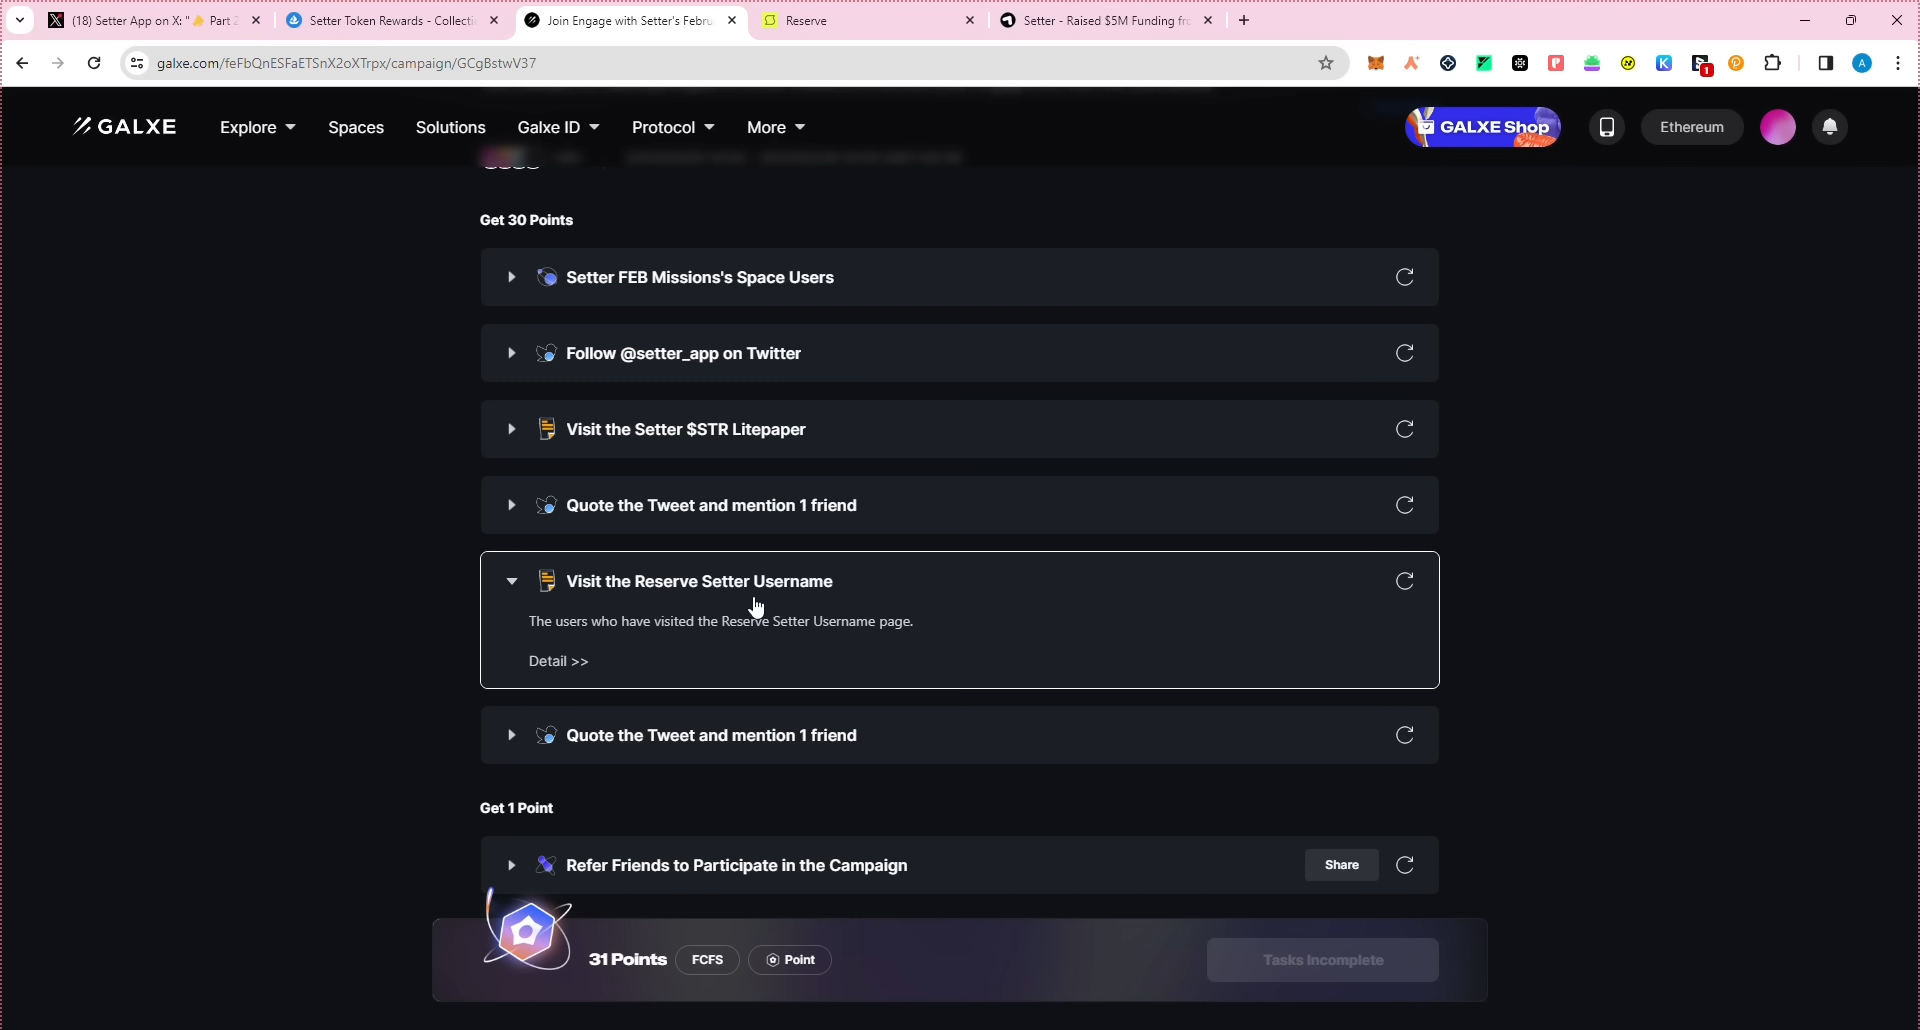 (18) Setter App on X: " Part 2
Setter Token Rewards - Collecti
Join Engage with Setter's Febru
Reserve
Setter - Raised $5M Funding fro
galxe.com/feFbQnESFaETSnX2oXTrpx/campaign/GCgBstwV37
1
A
GALXE
Explore
Spaces
Solutions
Galxe ID
Protocol
More
GALXE Shop
Ethereum
Get 30 Points
Setter FEB Missions's Space Users
Follow @setter_app on Twitter
Visit the Setter $STR Litepaper
Quote the Tweet and mention 1 friend
Visit the Reserve Setter Username
The users who have visited the Reserve Setter Username page.
Detail >>
Quote the Tweet and mention 1 friend
Get 1 Point
Refer Friends to Participate in the Campaign
Share
31 Points
FCFS
Point
Tasks Incomplete